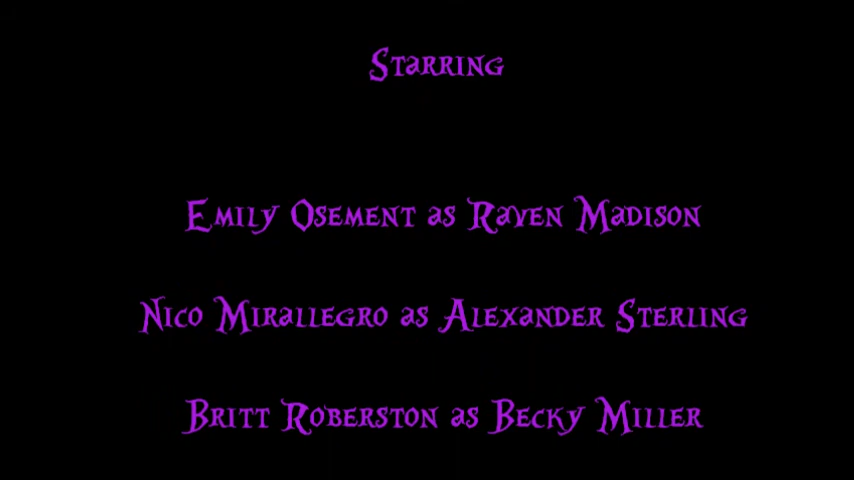 Starring
Emily Osement as Raven Madison
Nico Mirallegro as Alexander Sterling
Britt Roberston as Becky Miller